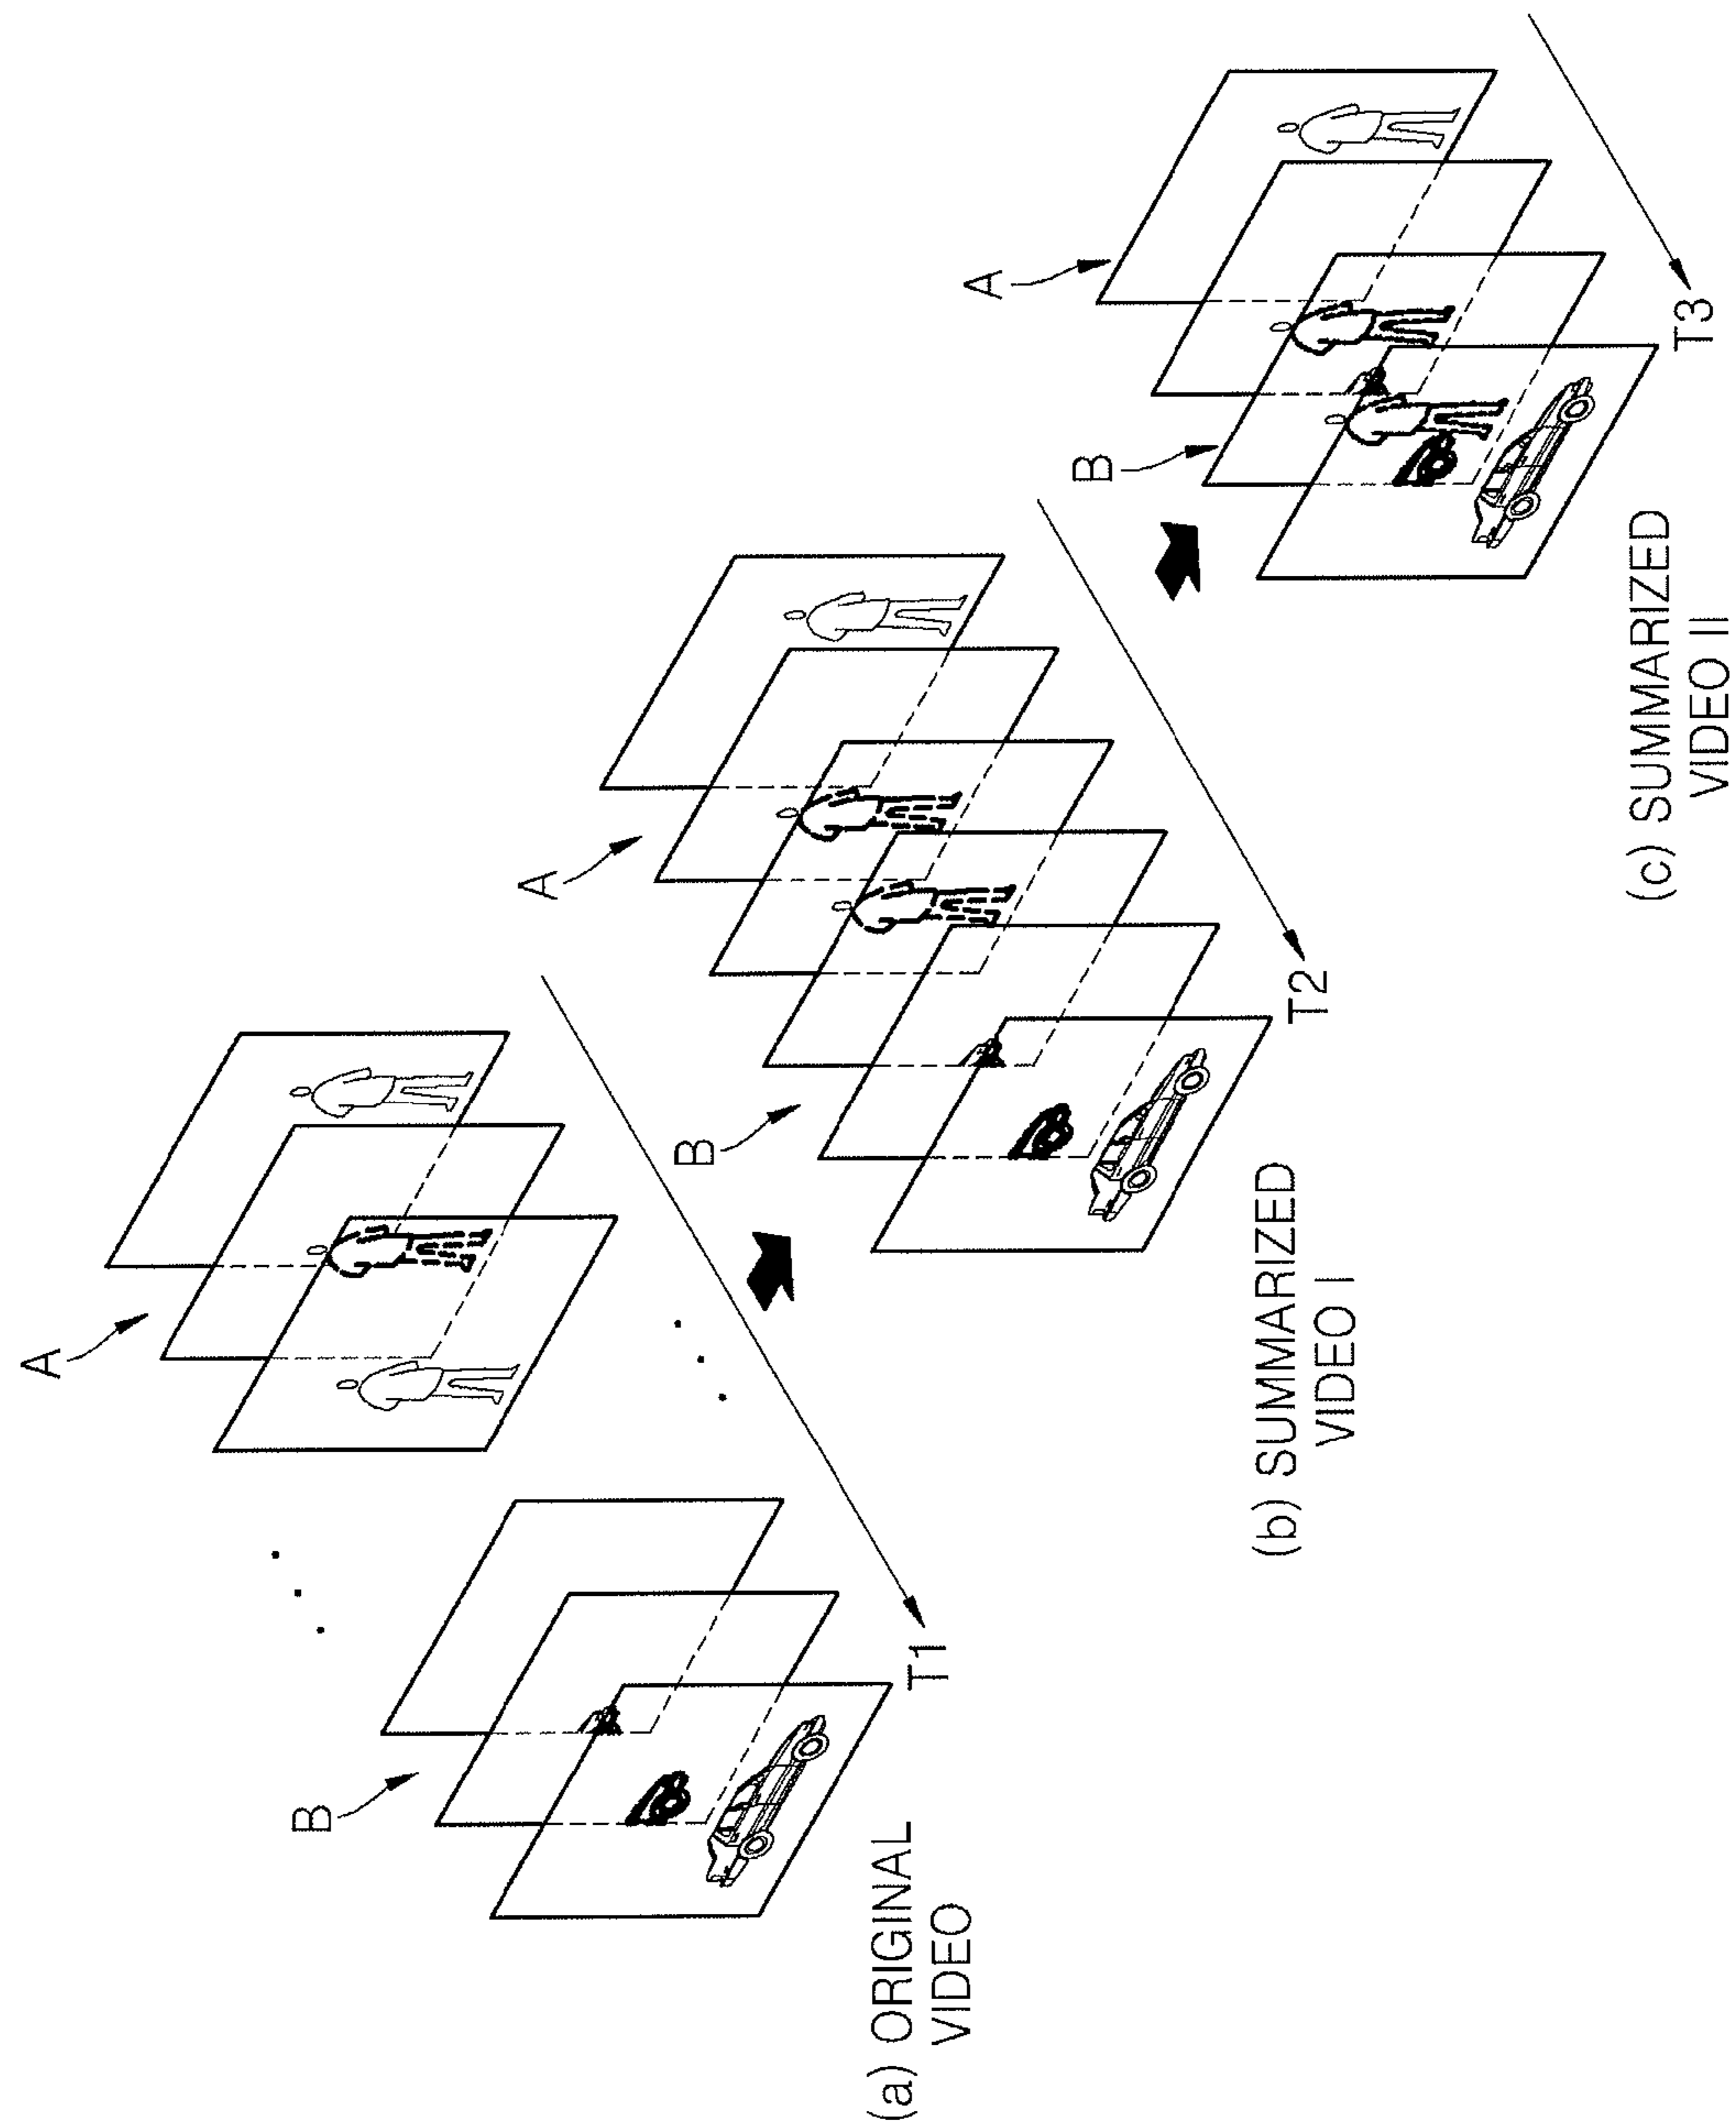 A
B
T1
(a) ORIGINAL
VIDEO
A
B
T2
(b) SUMMARIZED
VIDEO I
A
B
T3
(c) SUMMARIZED
VIDEO II